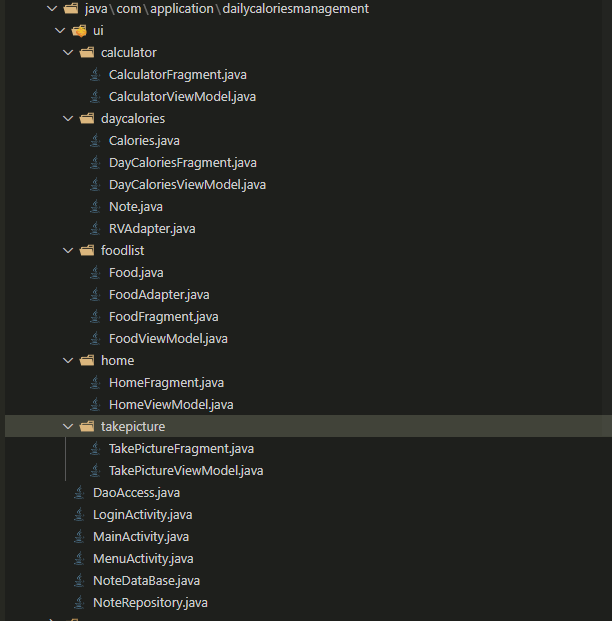 java\com\application\dailycaloriesmanagement
ui
calculator
CalculatorFragment.java
CalculatorViewModel.java
daycalories
Calories.java
DayCaloriesFragment.java
DayCaloriesViewModel.java
Note.java
RVAdapter.java
foodlist
Food.java
FoodAdapter.java
FoodFragment.java
FoodViewModel.java
home
HomeFragment.java
HomeViewModel.java
takepicture
TakePictureFragment.java
TakePictureViewModel.java
DaoAccess.java
LoginActivity.java
MainActivity.java
MenuActivity.java
NoteDataBase.java
NoteRepository.java